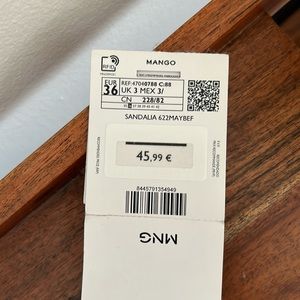 MANGO
RFID
EUR
36
REF. 47040788 C:88
UK 3 MEX 3/
CN 228/82
SANDALIA 622MAYBEF
45,99 €
8445791354949
MNG